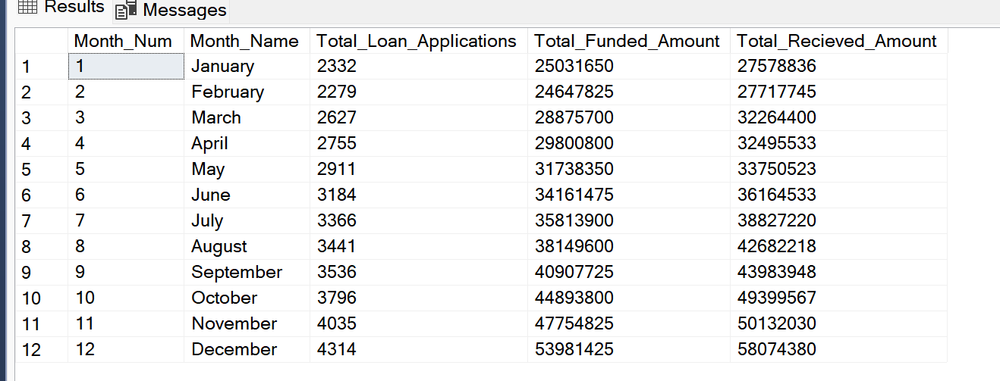 Results Messages
Month_Num Month_Name Total_Loan_Applications Total_Funded_Amount Total_Recieved_Amount
1 1 January 2332 25031650 27578836
2 2 February 2279 24647825 27717745
3 3 March 2627 28875700 32264400
4 4 April 2755 29800800 32495533
5 5 May 2911 31738350 33750523
6 6 June 3184 34161475 36164533
7 7 July 3366 35813900 38827220
8 8 August 3441 38149600 42682218
9 9 September 3536 40907725 43983948
10 10 October 3796 44893800 49399567
11 11 November 4035 47754825 50132030
12 12 December 4314 53981425 58074380